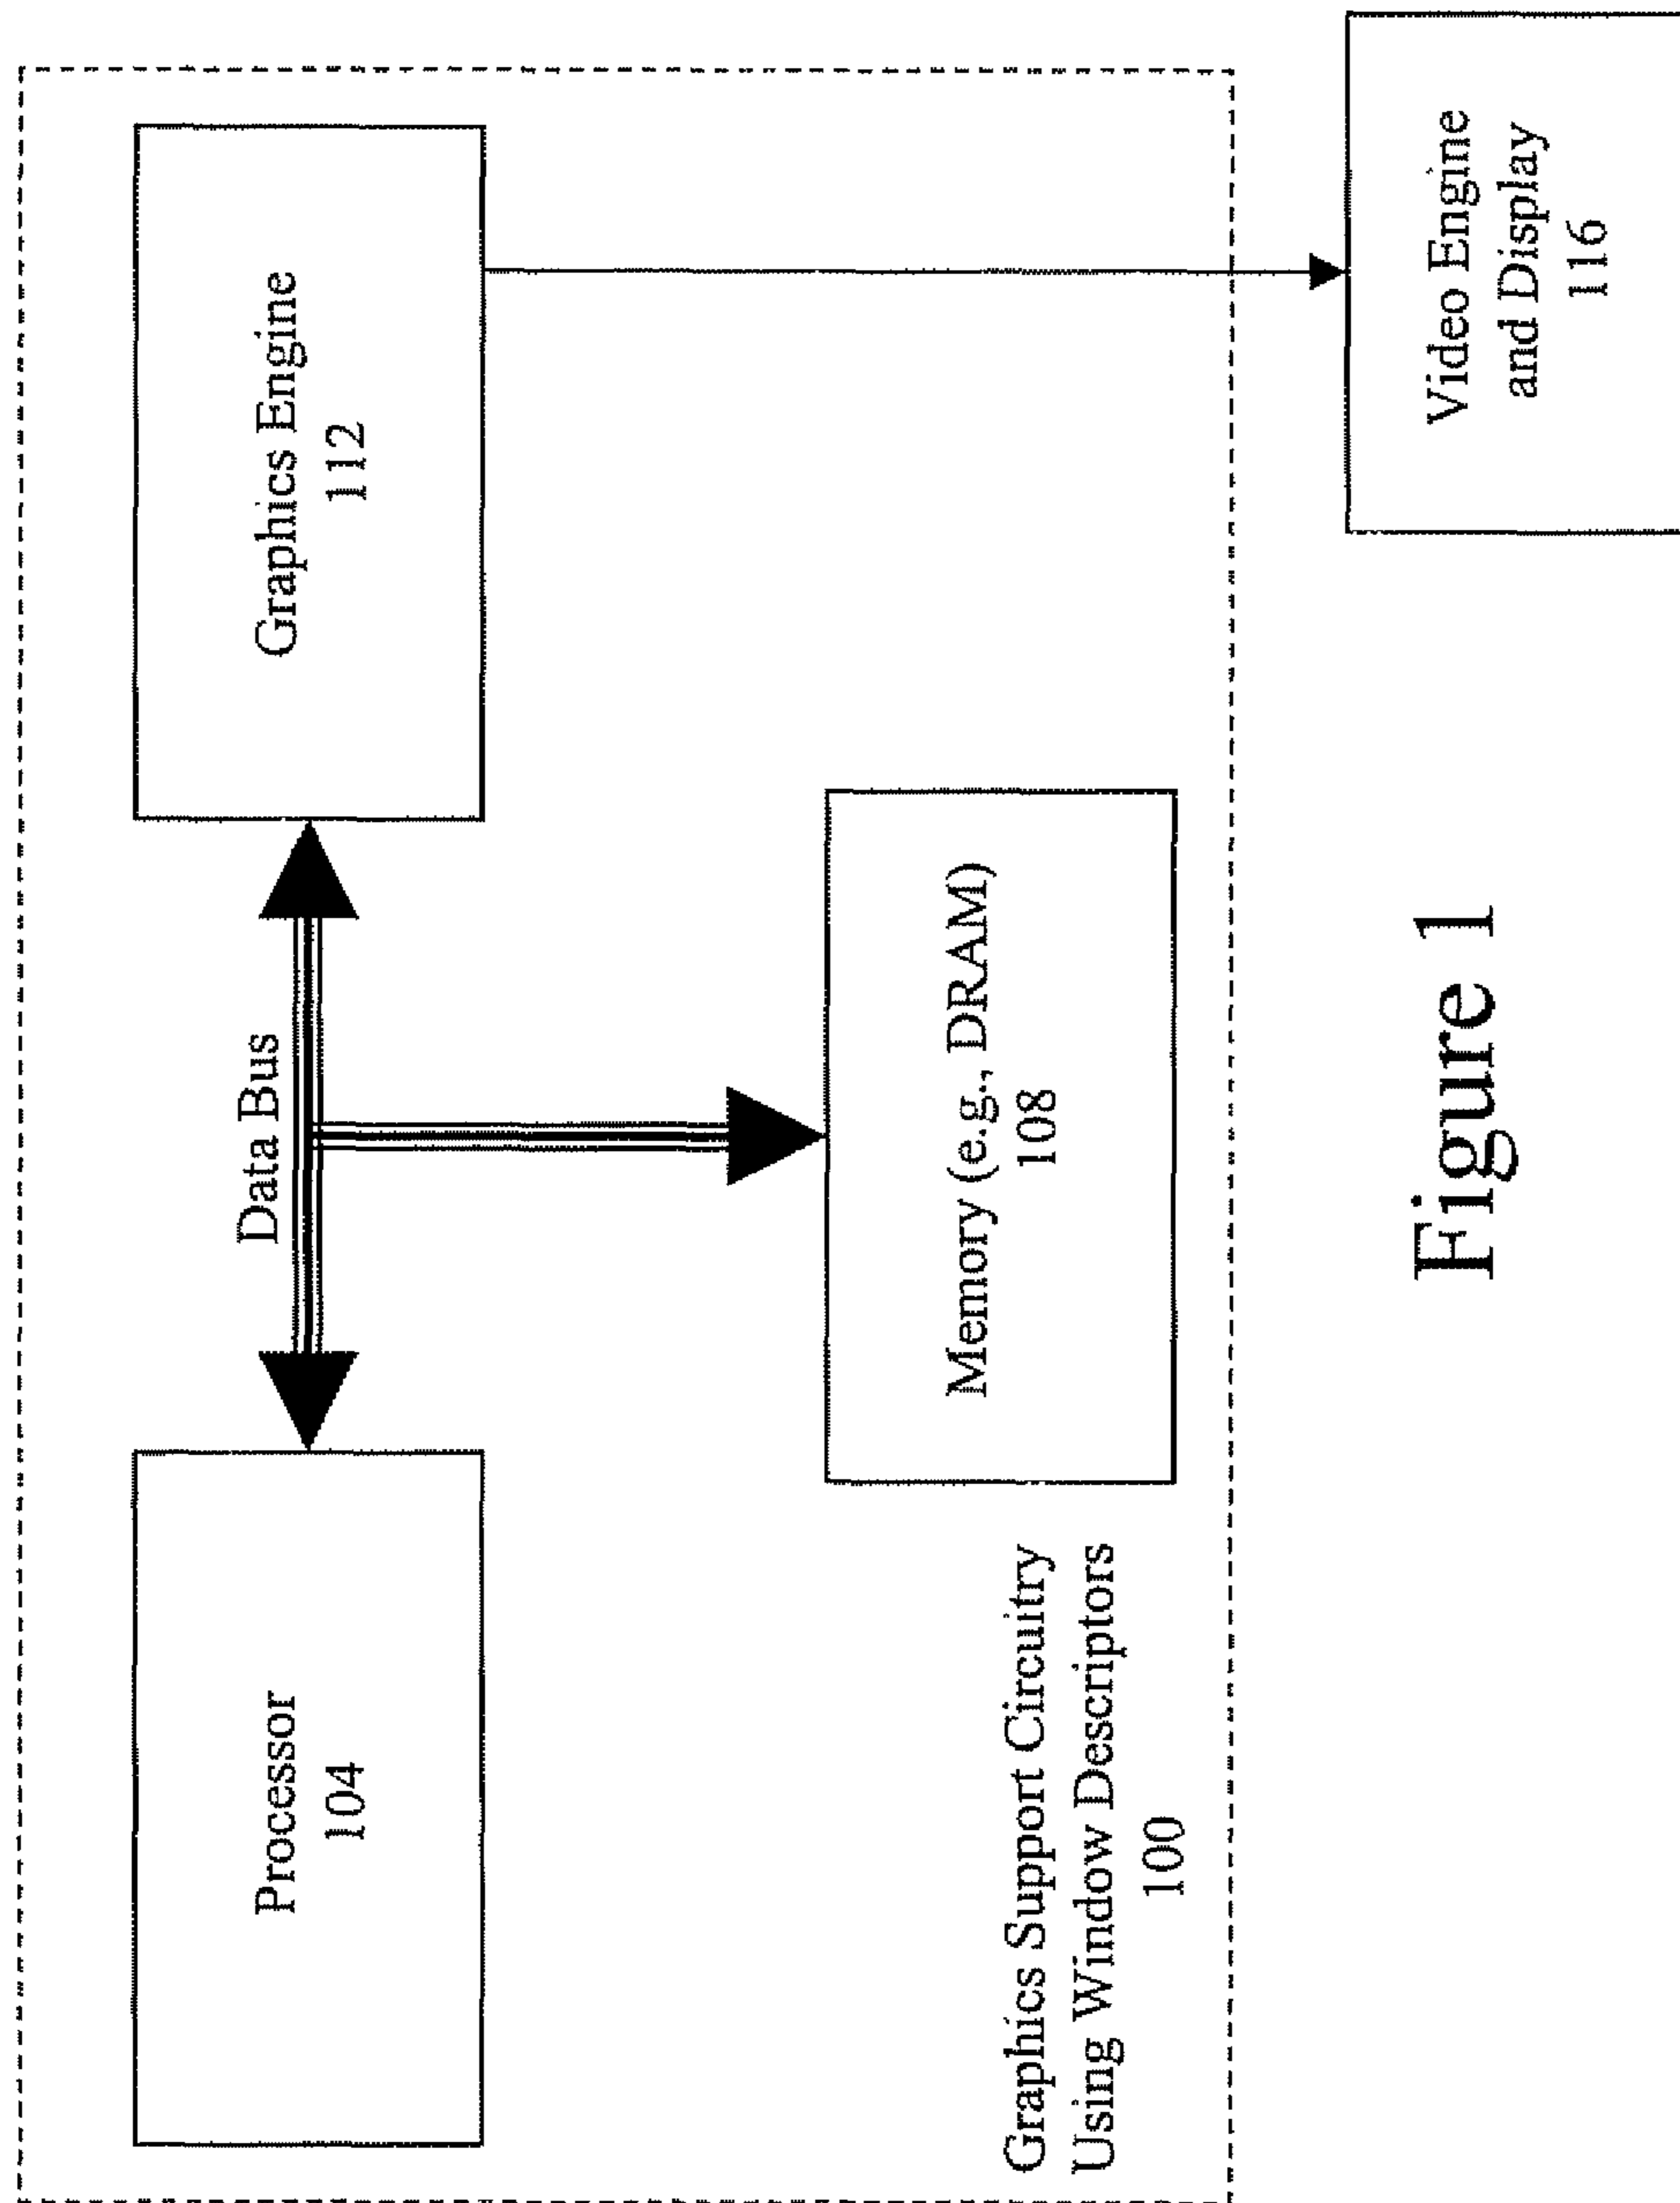 Processor
104
Data Bus
Graphics Engine
112
Memory (e.g., DRAM)
108
Graphics Support Circuitry
Using Window Descriptors
100
Video Engine
and Display
116
Figure 1